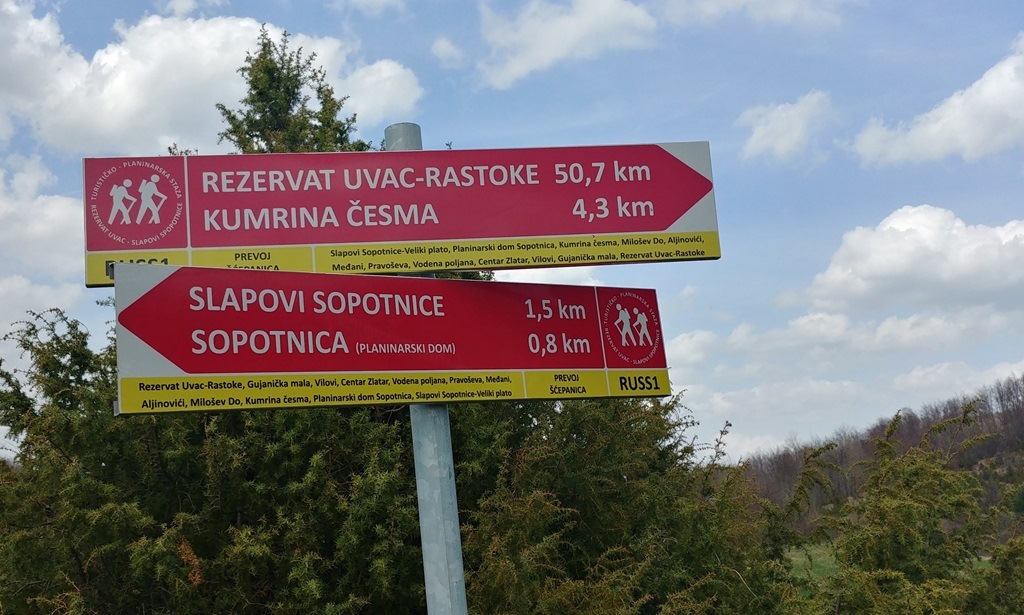 TURISTIČKO - PLANINARSKA STAZA
REZERVAT UVAC - SLAPOVI SOPOTNICE
REZERVAT UVAC-RASTOKE 50,7 km
KUMRINA ČESMA 4,3 km
RUSS1
PREVOJ
ŠĆEPANICA
Slapovi Sopotnice-Veliki plato, Planinarski dom Sopotnica, Kumrina česma, Milošev Do, Aljinovići,
Međani, Pravoševa, Vodena poljana, Centar Zlatar, Vilovi, Gujanička mala, Rezervat Uvac-Rastoke
SLAPOVI SOPOTNICE 1,5 km
SOPOTNICA (PLANINARSKI DOM) 0,8 km
TURISTIČKO - PLANINARSKA STAZA
REZERVAT UVAC - SLAPOVI SOPOTNICE
Rezervat Uvac-Rastoke, Gujanička mala, Vilovi, Centar Zlatar, Vodena poljana, Pravoševa, Međani,
Aljinovići, Milošev Do, Kumrina česma, Planinarski dom Sopotnica, Slapovi Sopotnice-Veliki plato
PREVOJ
ŠĆEPANICA
RUSS1